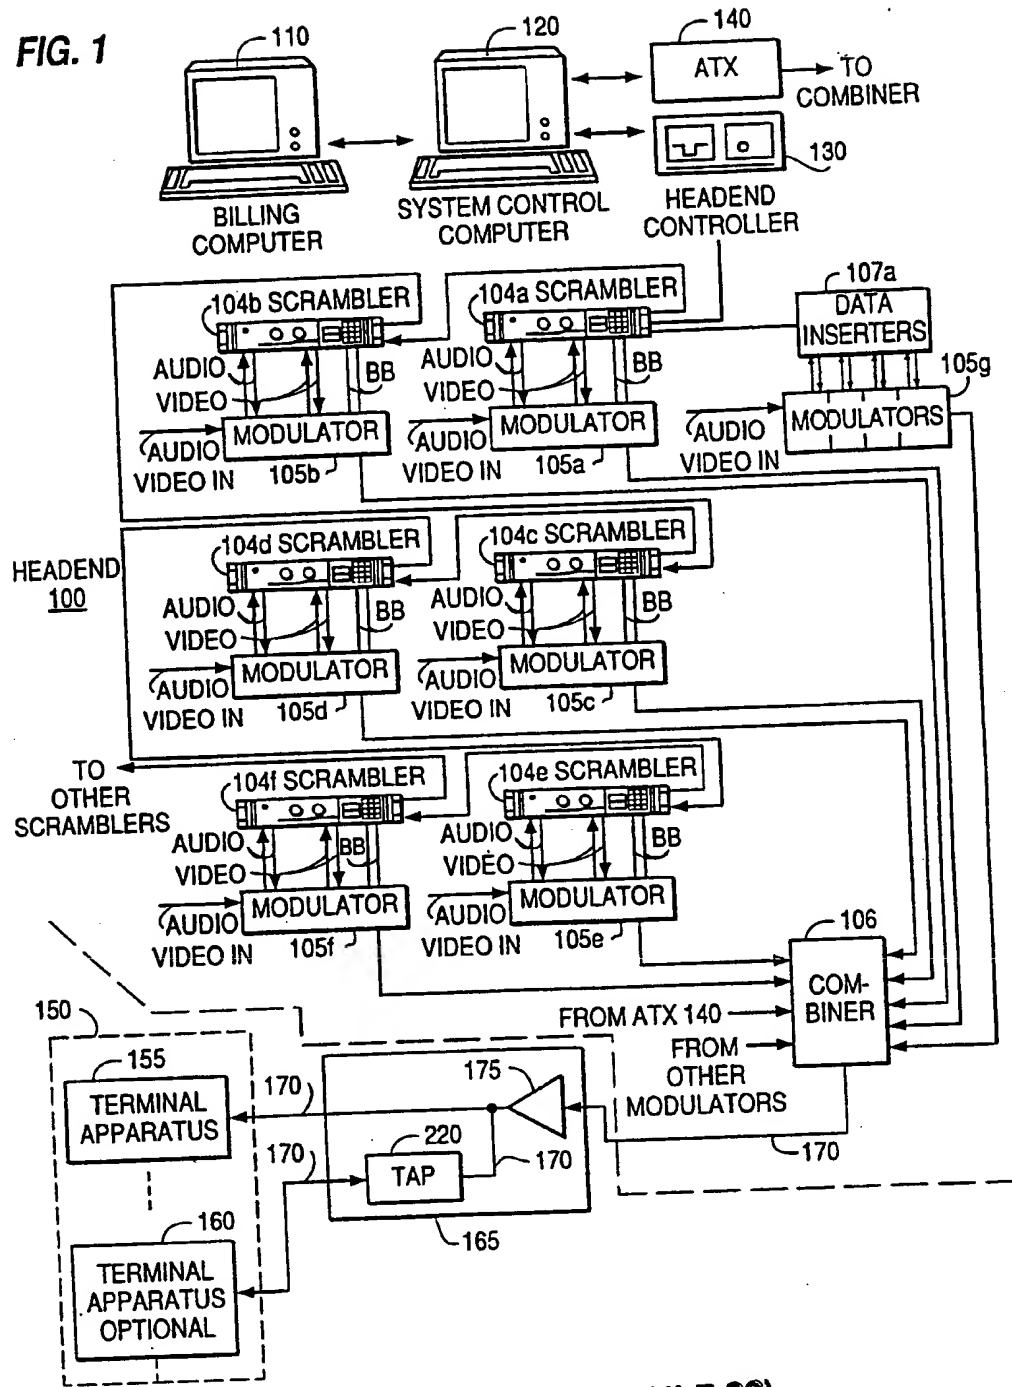 FIG. 1
110
120
140
ATX
TO
COMBINER
130
BILLING
COMPUTER
SYSTEM CONTROL
COMPUTER
HEADEND
CONTROLLER
104b SCRAMBLER
104a SCRAMBLER
107a
DATA
INSERTERS
AUDIO
VIDEO
BB
AUDIO
VIDEO
BB
105g
MODULATOR
MODULATOR
MODULATORS
AUDIO
VIDEO IN
105b
AUDIO
VIDEO IN
105a
AUDIO
VIDEO IN
HEADEND
100
104d SCRAMBLER
104c SCRAMBLER
AUDIO
VIDEO
BB
AUDIO
VIDEO
BB
MODULATOR
MODULATOR
AUDIO
VIDEO IN
105d
AUDIO
VIDEO IN
105c
TO
OTHER
SCRAMBLERS
104f SCRAMBLER
104e SCRAMBLER
AUDIO
VIDEO
BB
AUDIO
VIDEO
BB
MODULATOR
MODULATOR
AUDIO
VIDEO IN
105f
AUDIO
VIDEO IN
105e
106
COM-
BINER
FROM ATX 140
FROM
OTHER
MODULATORS
150
155
TERMINAL
APPARATUS
170
175
170
220
TAP
170
170
165
160
TERMINAL
APPARATUS
OPTIONAL